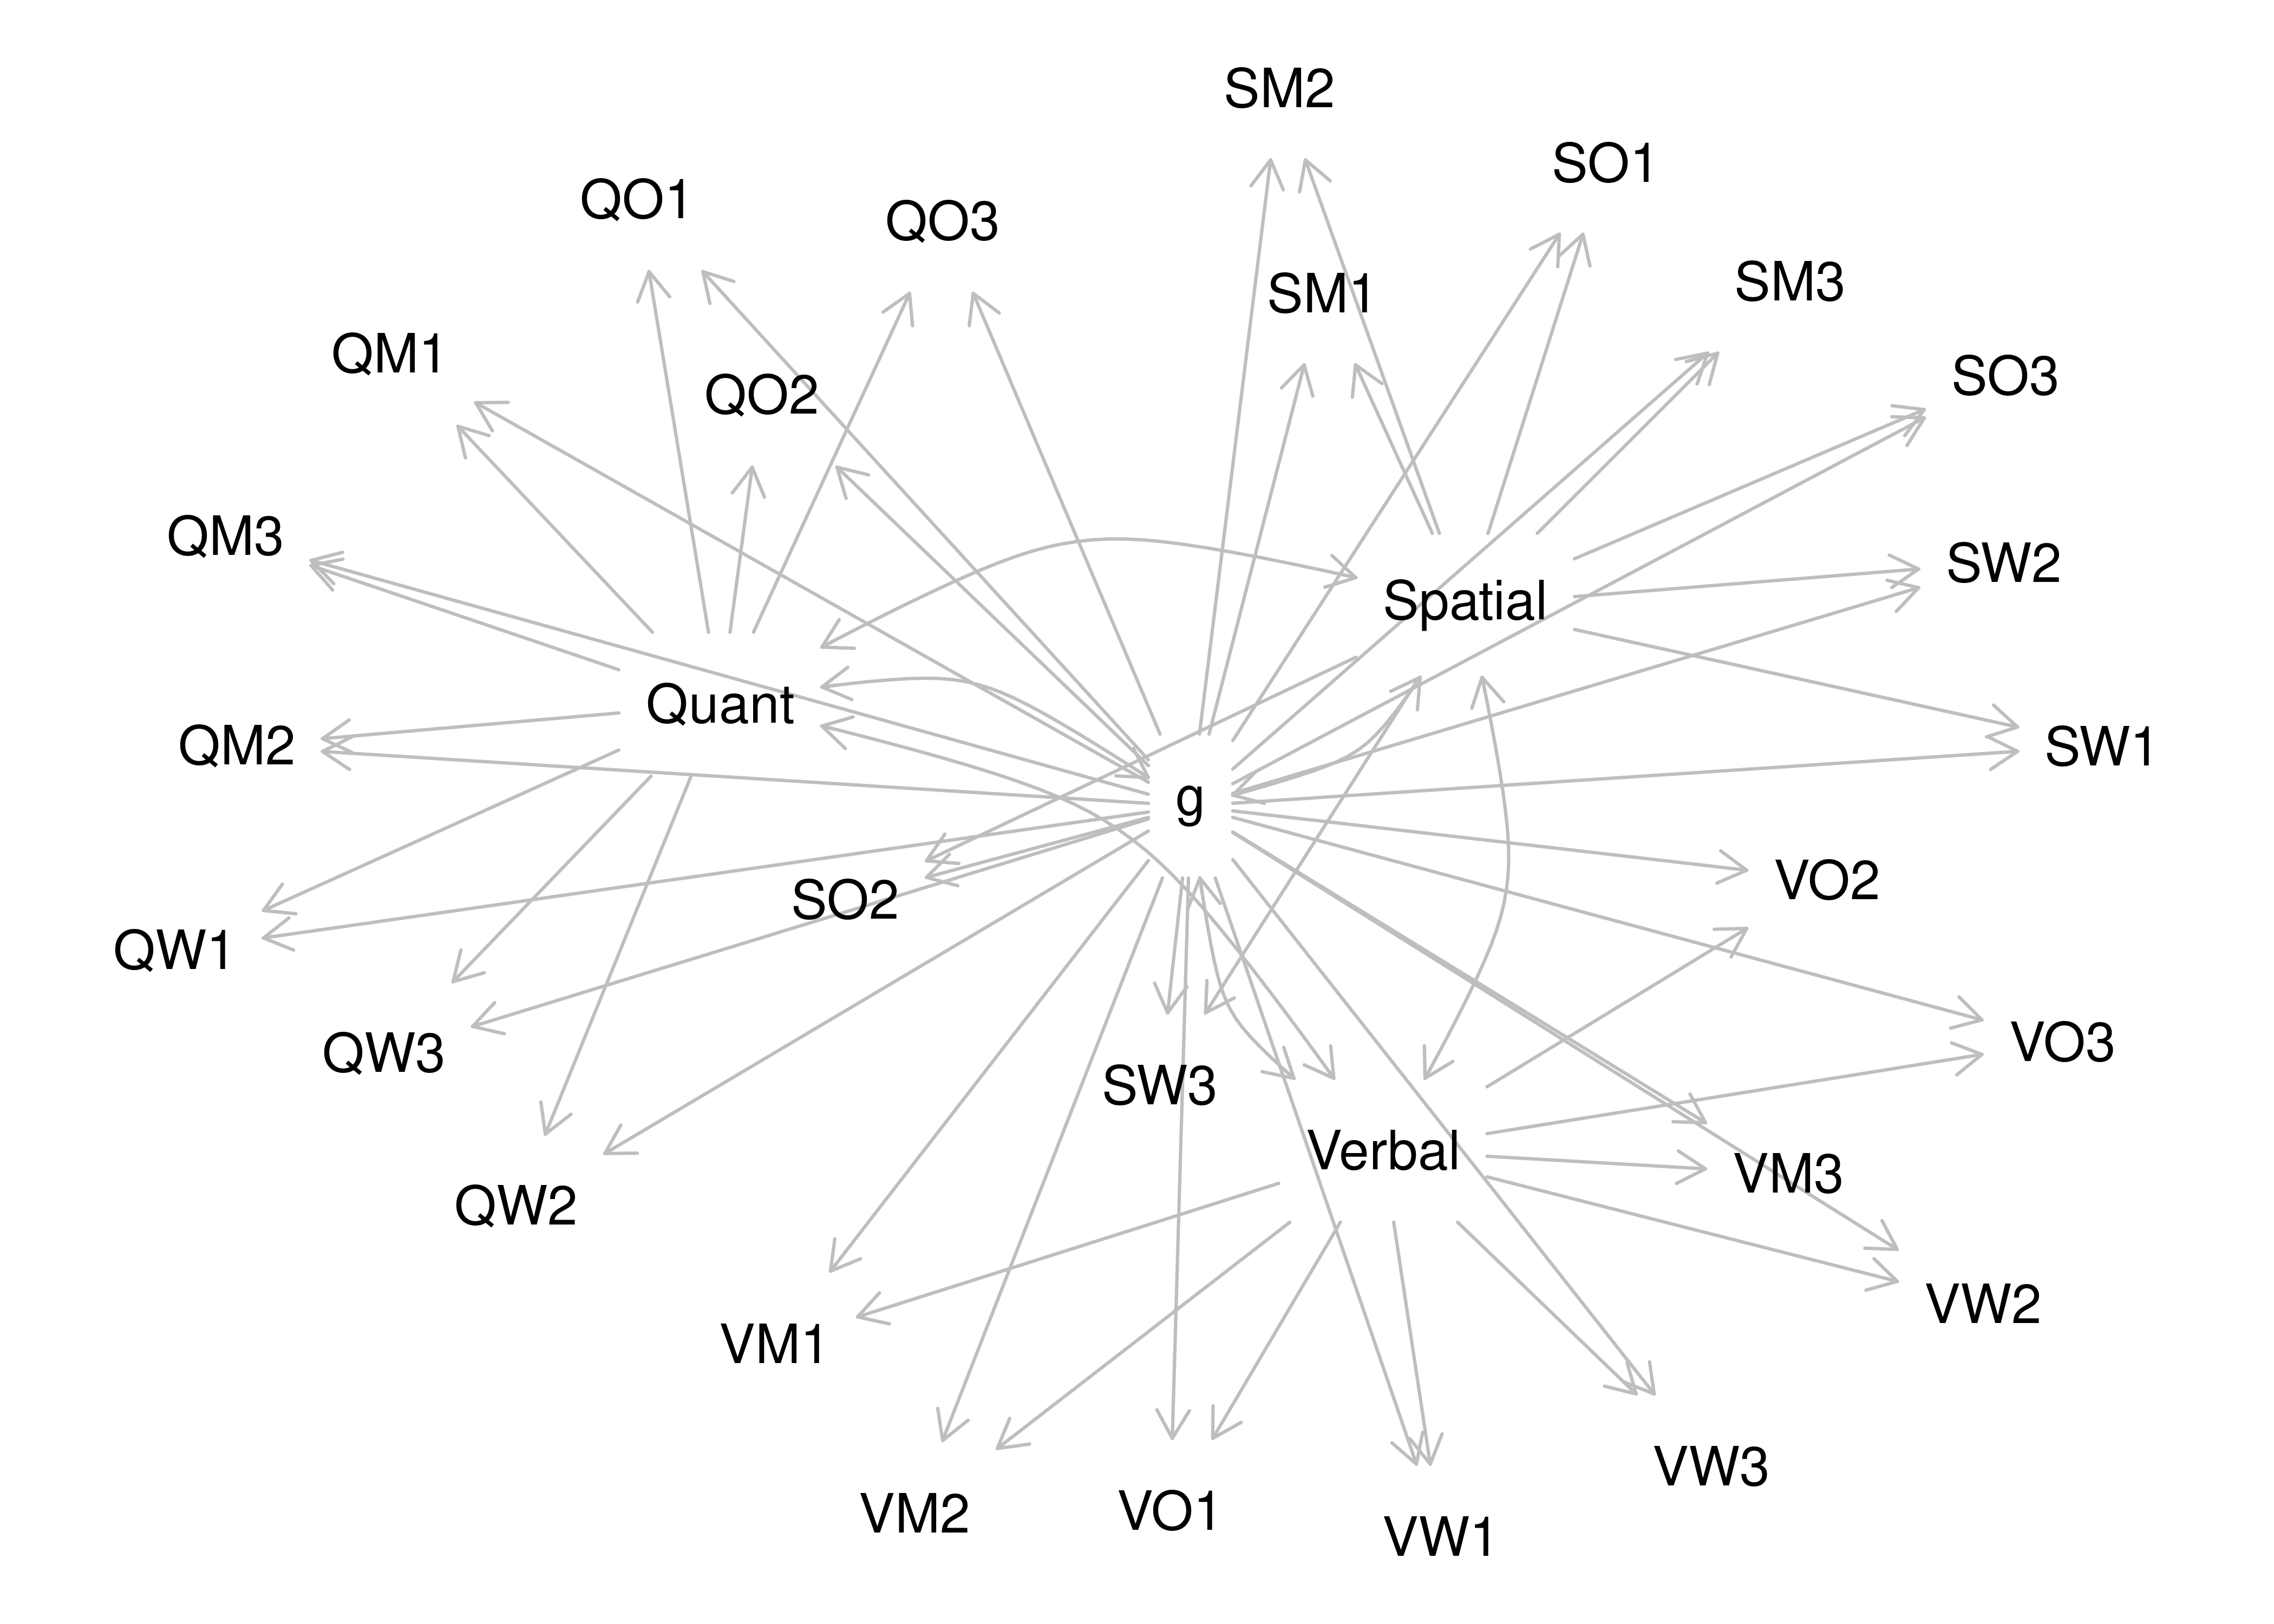 SM2
SO1
QO1
QO3
SM3
SM1
QM1
SO3
QO2
QM3
SW2
Spatial
Quant
QM2
SW1
g
VO2
SO2
QW1
VO3
QW3
SW3
Verbal
VM3
QW2
VW2
VM1
VW3
VM2
VO1
VW1